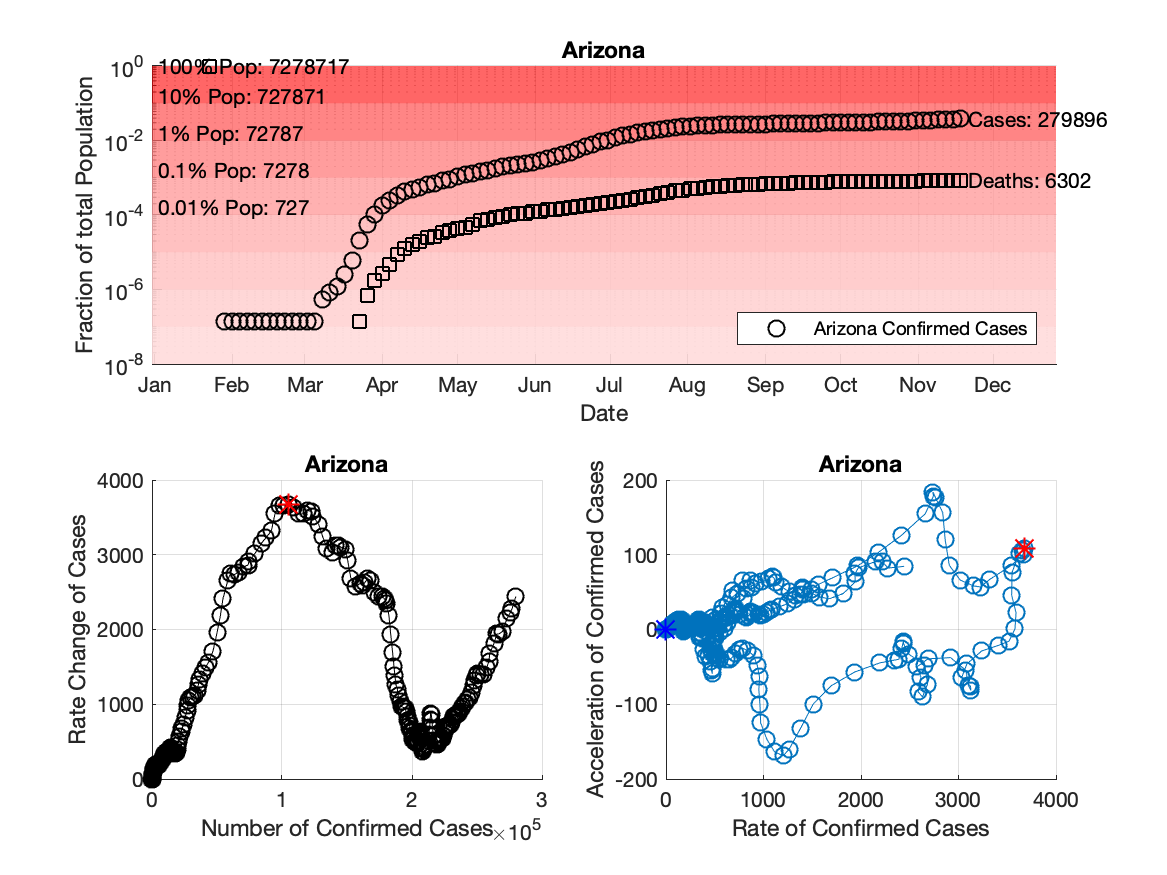 Arizona
10^0
10^-2
10^-4
10^-6
10^-8
Fraction of total Population
100% Pop: 7278717
10% Pop: 727871
1% Pop: 72787
0.1% Pop: 7278
0.01% Pop: 727
Cases: 279896
Deaths: 6302
Arizona Confirmed Cases
Jan Feb Mar Apr May Jun Jul Aug Sep Oct Nov Dec
Date
Arizona
4000
3000
2000
1000
0
Rate Change of Cases
0 1 2 3
Number of Confirmed Cases ×10^5
Arizona
200
100
0
-100
-200
Acceleration of Confirmed Cases
0 1000 2000 3000 4000
Rate of Confirmed Cases